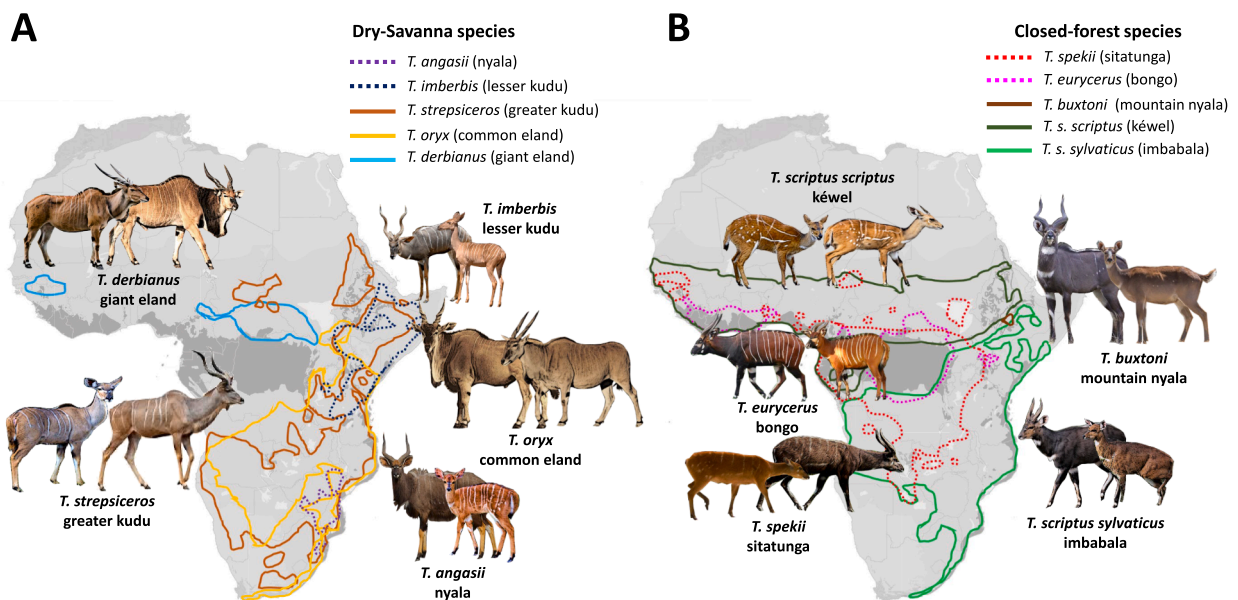 A
Dry-Savanna species
T. angasii (nyala)
T. imberbis (lesser kudu)
T. strepsiceros (greater kudu)
T. oryx (common eland)
T. derbianus (giant eland)
T. imberbis
lesser kudu
T. derbianus
giant eland
T. oryx
common eland
T. strepsiceros
greater kudu
T. angasii
nyala
B
Closed-forest species
T. spekii (sitatunga)
T. eurycerus (bongo)
T. buxtoni (mountain nyala)
T. s. scriptus (kéwel)
T. s. sylvaticus (imbabala)
T. scriptus scriptus
kéwel
T. buxtoni
mountain nyala
T. eurycerus
bongo
T. spekii
sitatunga
T. scriptus sylvaticus
imbabala